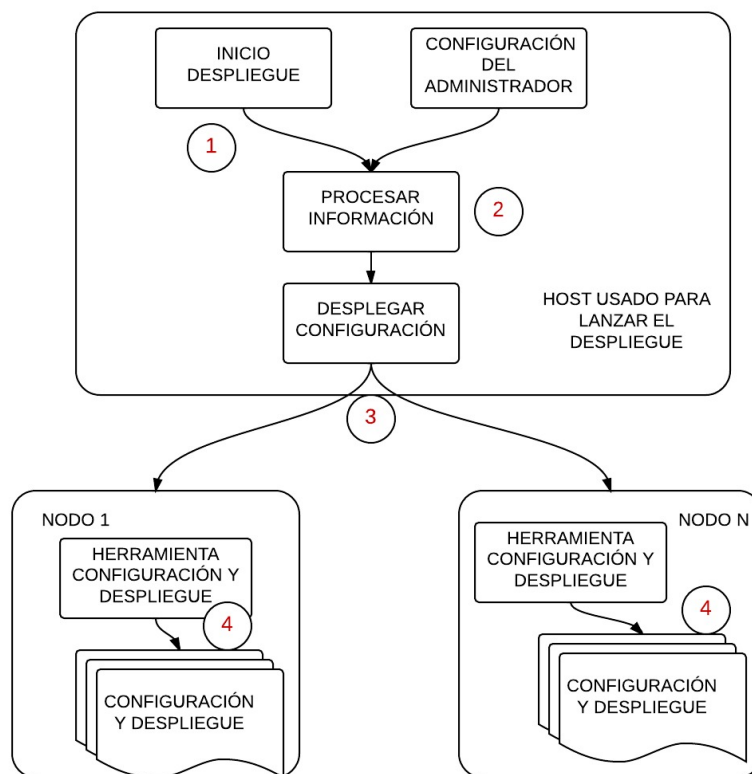 INICIO
DESPLIEGUE
CONFIGURACIÓN
DEL
ADMINISTRADOR
1
PROCESAR
INFORMACIÓN
2
DESPLEGAR
CONFIGURACIÓN
HOST USADO PARA
LANZAR EL
DESPLIEGUE
3
NODO 1
HERRAMIENTA
CONFIGURACIÓN Y
DESPLIEGUE
4
CONFIGURACIÓN
Y DESPLIEGUE
NODO N
HERRAMIENTA
CONFIGURACIÓN Y
DESPLIEGUE
4
CONFIGURACIÓN
Y DESPLIEGUE